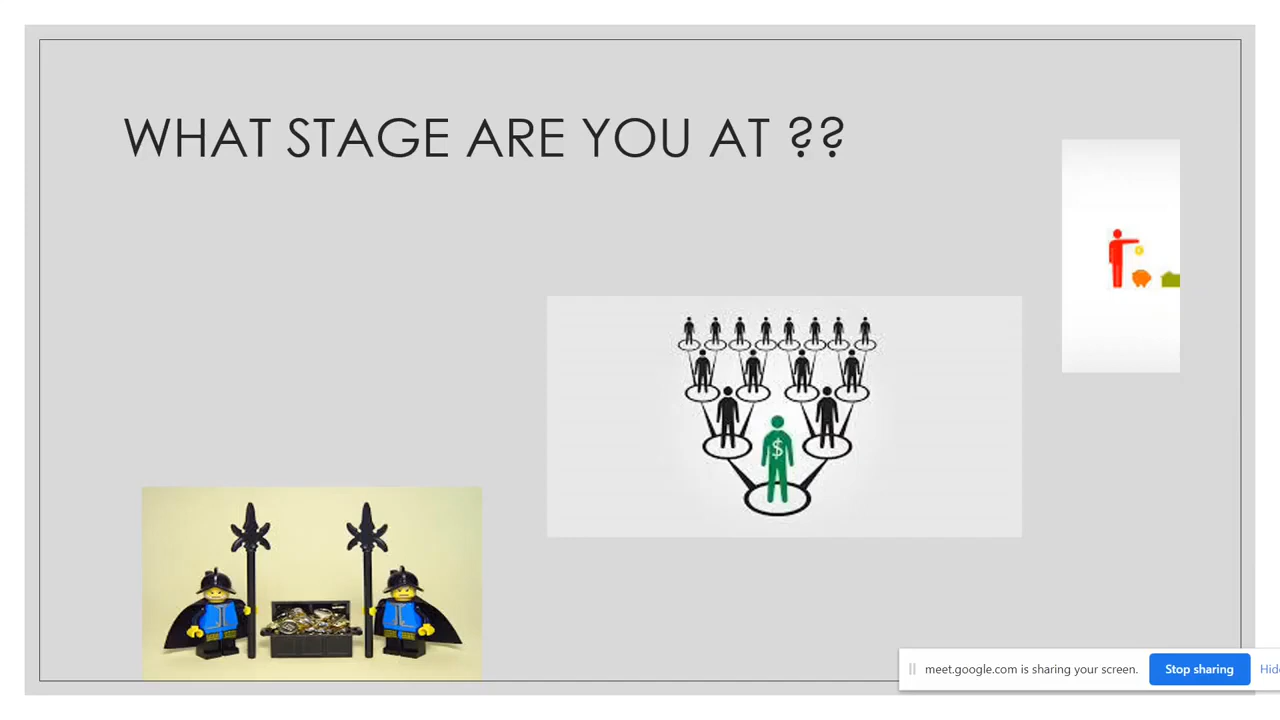 WHAT STAGE ARE YOU AT ??
$
meet.google.com is sharing your screen.
Stop sharing